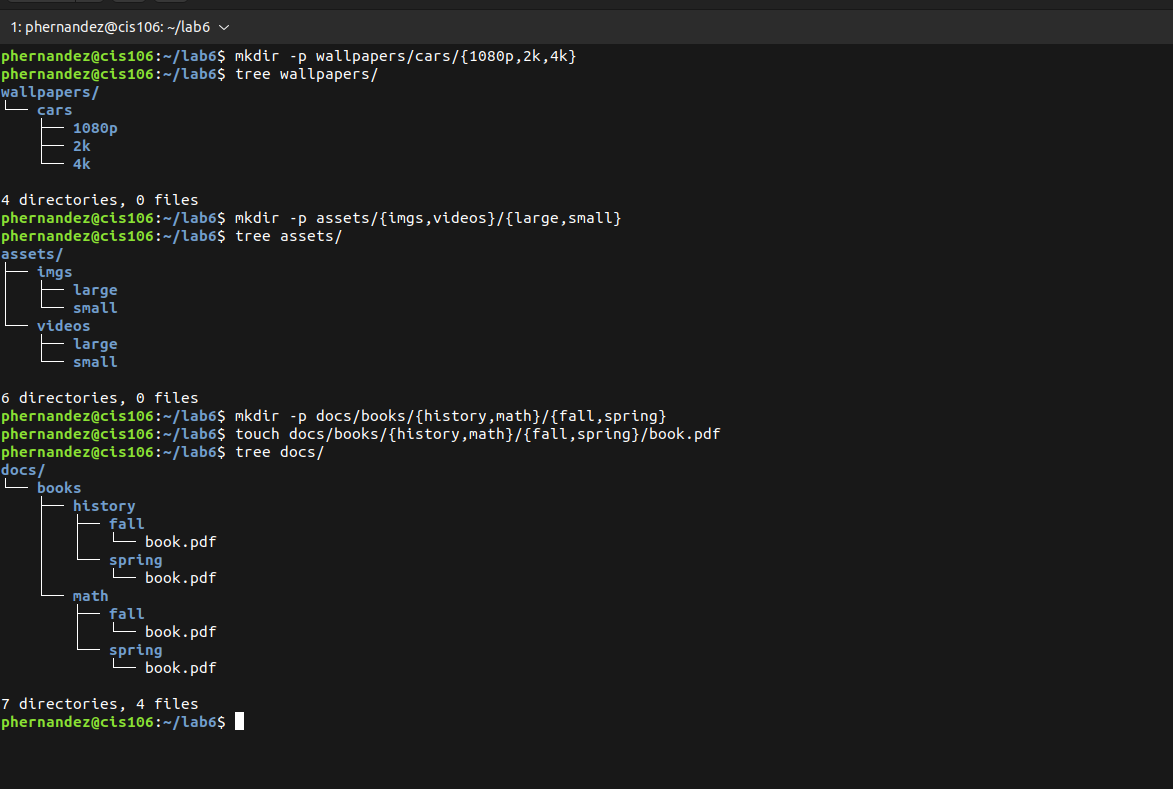 1: phernandez@cis106: ~/lab6
phernandez@cis106:~/lab6$ mkdir -p wallpapers/cars/{1080p,2k,4k}
phernandez@cis106:~/lab6$ tree wallpapers/
wallpapers/
└── cars
    ├── 1080p
    ├── 2k
    └── 4k

4 directories, 0 files
phernandez@cis106:~/lab6$ mkdir -p assets/{imgs,videos}/{large,small}
phernandez@cis106:~/lab6$ tree assets/
assets/
├── imgs
│   ├── large
│   └── small
└── videos
    ├── large
    └── small

6 directories, 0 files
phernandez@cis106:~/lab6$ mkdir -p docs/books/{history,math}/{fall,spring}
phernandez@cis106:~/lab6$ touch docs/books/{history,math}/{fall,spring}/book.pdf
phernandez@cis106:~/lab6$ tree docs/
docs/
└── books
    ├── history
    │   ├── fall
    │   │   └── book.pdf
    │   └── spring
    │       └── book.pdf
    └── math
        ├── fall
        │   └── book.pdf
        └── spring
            └── book.pdf

7 directories, 4 files
phernandez@cis106:~/lab6$